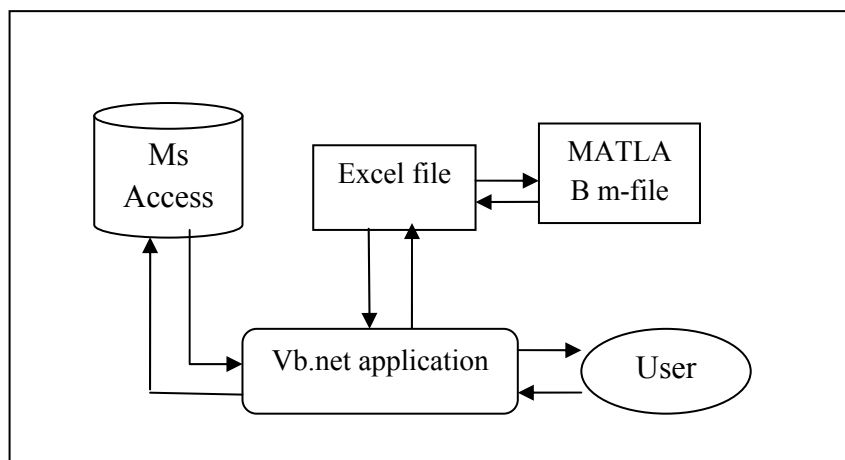 Ms
Access
Excel file
MATLA
B m-file
Vb.net application
User